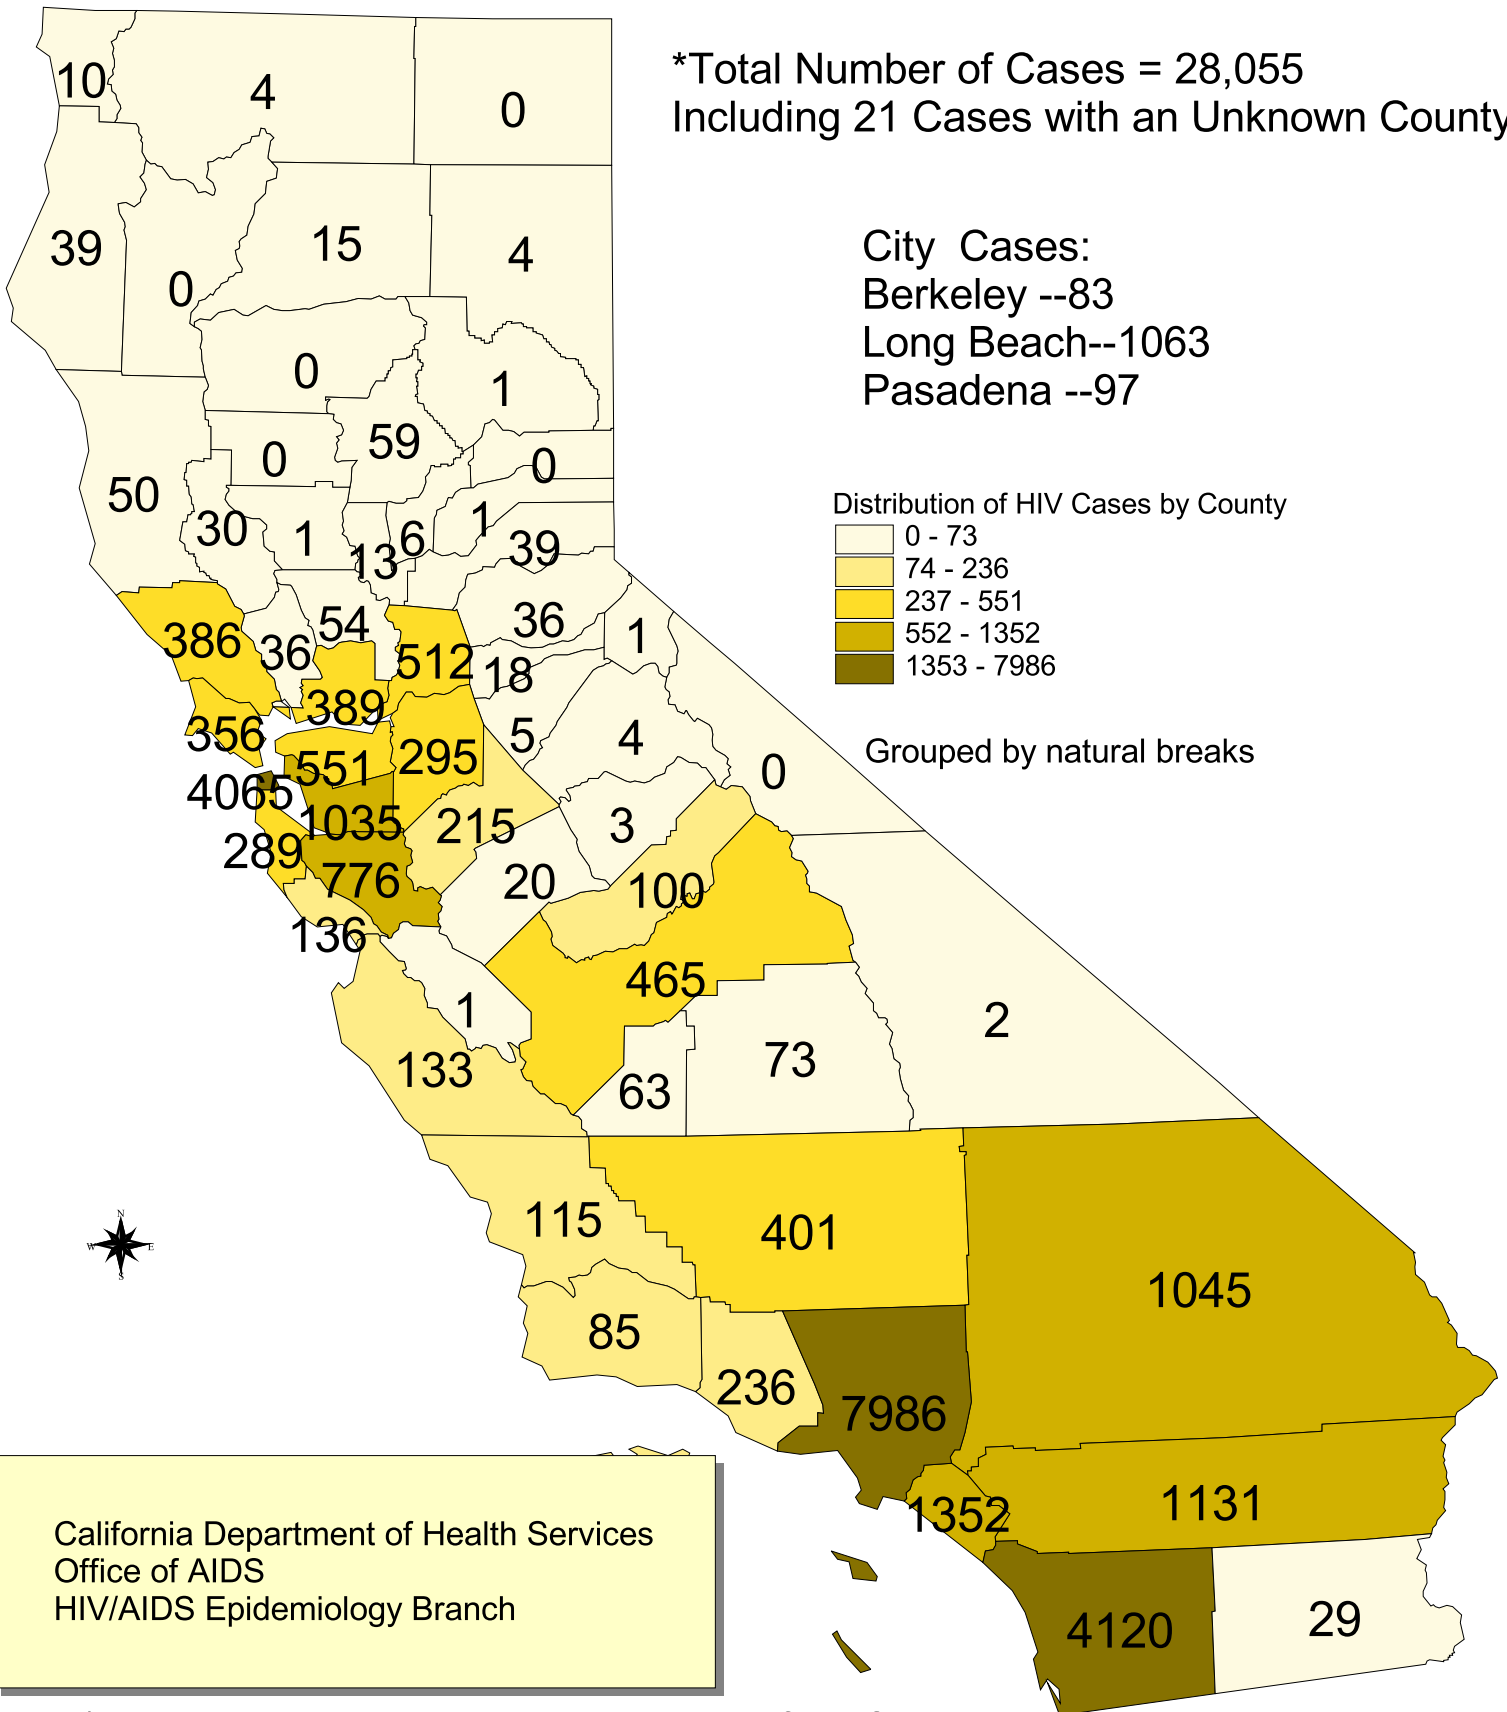 *Total Number of Cases = 28,055
Including 21 Cases with an Unknown County
City Cases:
Berkeley --83
Long Beach--1063
Pasadena --97
Distribution of HIV Cases by County
0 - 73
74 - 236
237 - 551
552 - 1352
1353 - 7986
Grouped by natural breaks
10
4
0
39
0
15
4
0
1
59
0
0
50
30
1
13
6
1
39
386
36
54
512
36
1
18
356
389
5
4
0
551
295
4065
1035
215
3
289
776
20
100
136
465
1
2
133
63
73
115
401
1045
85
236
7986
1352
1131
4120
29
N
W
E
S
California Department of Health Services
Office of AIDS
HIV/AIDS Epidemiology Branch